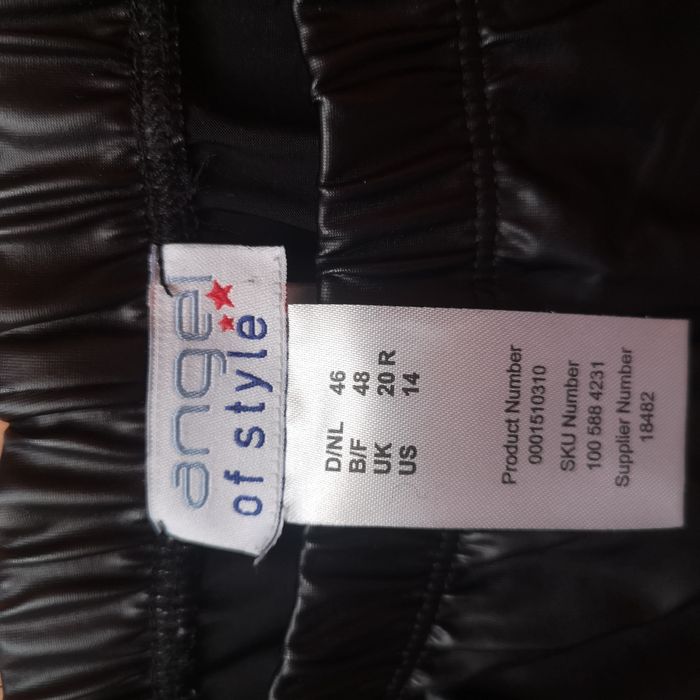 angel
of style
D/NL 46
B/F 48
UK 20 R
US 14
Product Number
0001510310
SKU Number
100 588 4231
Supplier Number
18482